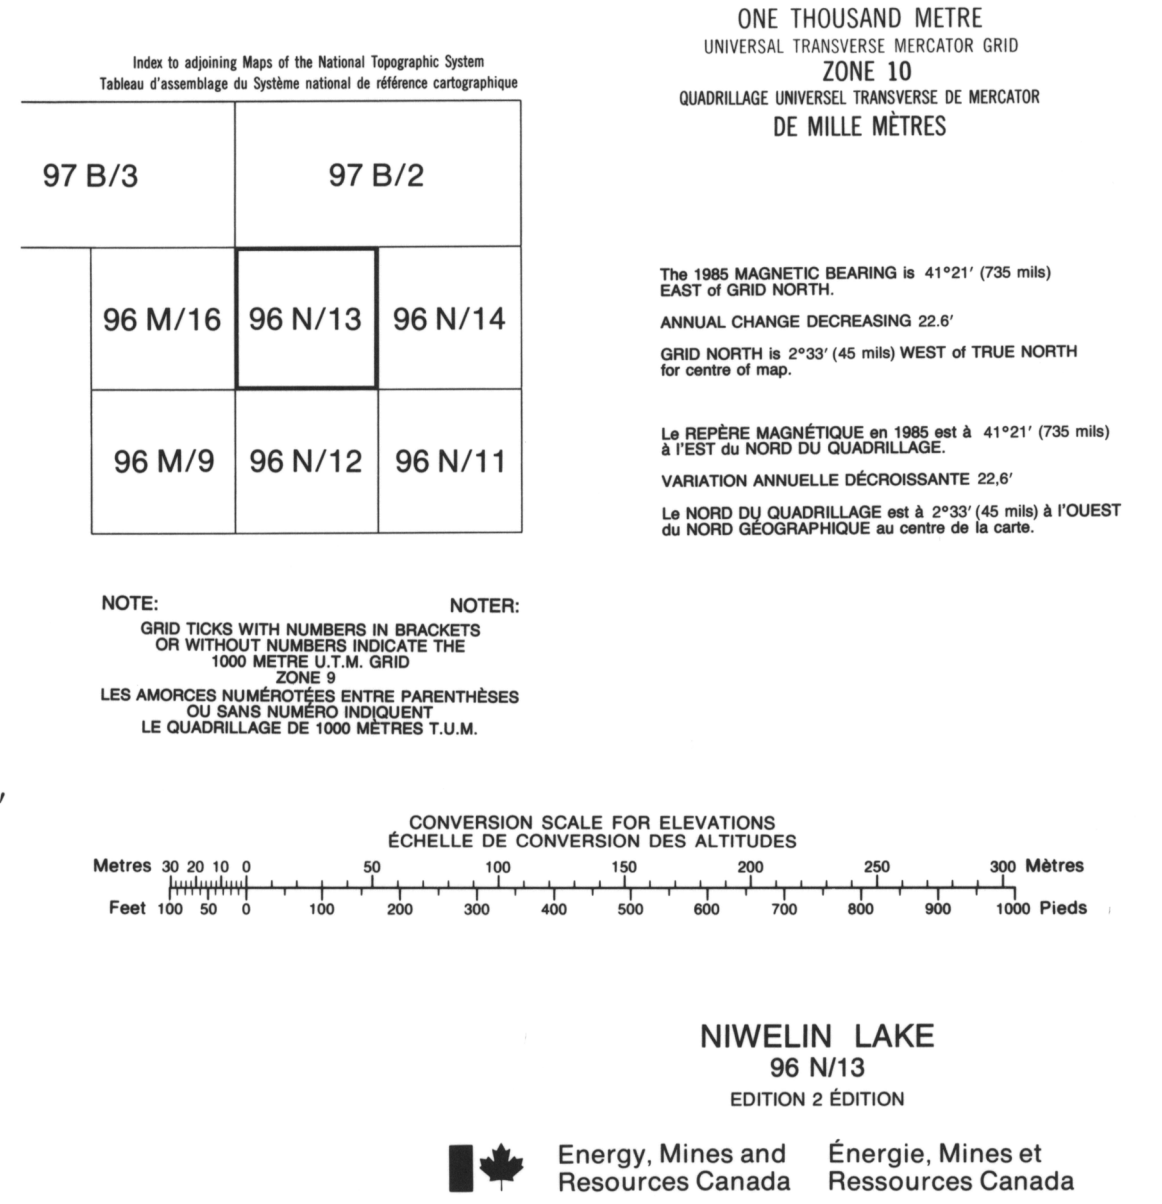 Index to adjoining Maps of the National Topographic System
Tableau d'assemblage du Système national de référence cartographique
97 B/3
97 B/2
96 M/16
96 N/13
96 N/14
96 M/9
96 N/12
96 N/11
NOTE:
NOTER:
GRID TICKS WITH NUMBERS IN BRACKETS
OR WITHOUT NUMBERS INDICATE THE
1000 METRE U.T.M. GRID
ZONE 9
LES AMORCES NUMÉROTÉES ENTRE PARENTHÈSES
OU SANS NUMÉRO INDIQUENT
LE QUADRILLAGE DE 1000 MÈTRES T.U.M.
ONE THOUSAND METRE
UNIVERSAL TRANSVERSE MERCATOR GRID
ZONE 10
QUADRILLAGE UNIVERSEL TRANSVERSE DE MERCATOR
DE MILLE MÈTRES
The 1985 MAGNETIC BEARING is 41°21′ (735 mils)
EAST of GRID NORTH.
ANNUAL CHANGE DECREASING 22.6′
GRID NORTH is 2°33′ (45 mils) WEST of TRUE NORTH
for centre of map.
Le REPÈRE MAGNÉTIQUE en 1985 est à 41°21′ (735 mils)
à l'EST du NORD DU QUADRILLAGE.
VARIATION ANNUELLE DÉCROISSANTE 22,6′
Le NORD DU QUADRILLAGE est à 2°33′ (45 mils) à l'OUEST
du NORD GÉOGRAPHIQUE au centre de la carte.
CONVERSION SCALE FOR ELEVATIONS
ÉCHELLE DE CONVERSION DES ALTITUDES
Metres 30 20 10 0 50 100 150 200 250 300 Mètres
Feet 100 50 0 100 200 300 400 500 600 700 800 900 1000 Pieds
NIWELIN LAKE
96 N/13
EDITION 2 ÉDITION
Energy, Mines and
Resources Canada
Énergie, Mines et
Ressources Canada